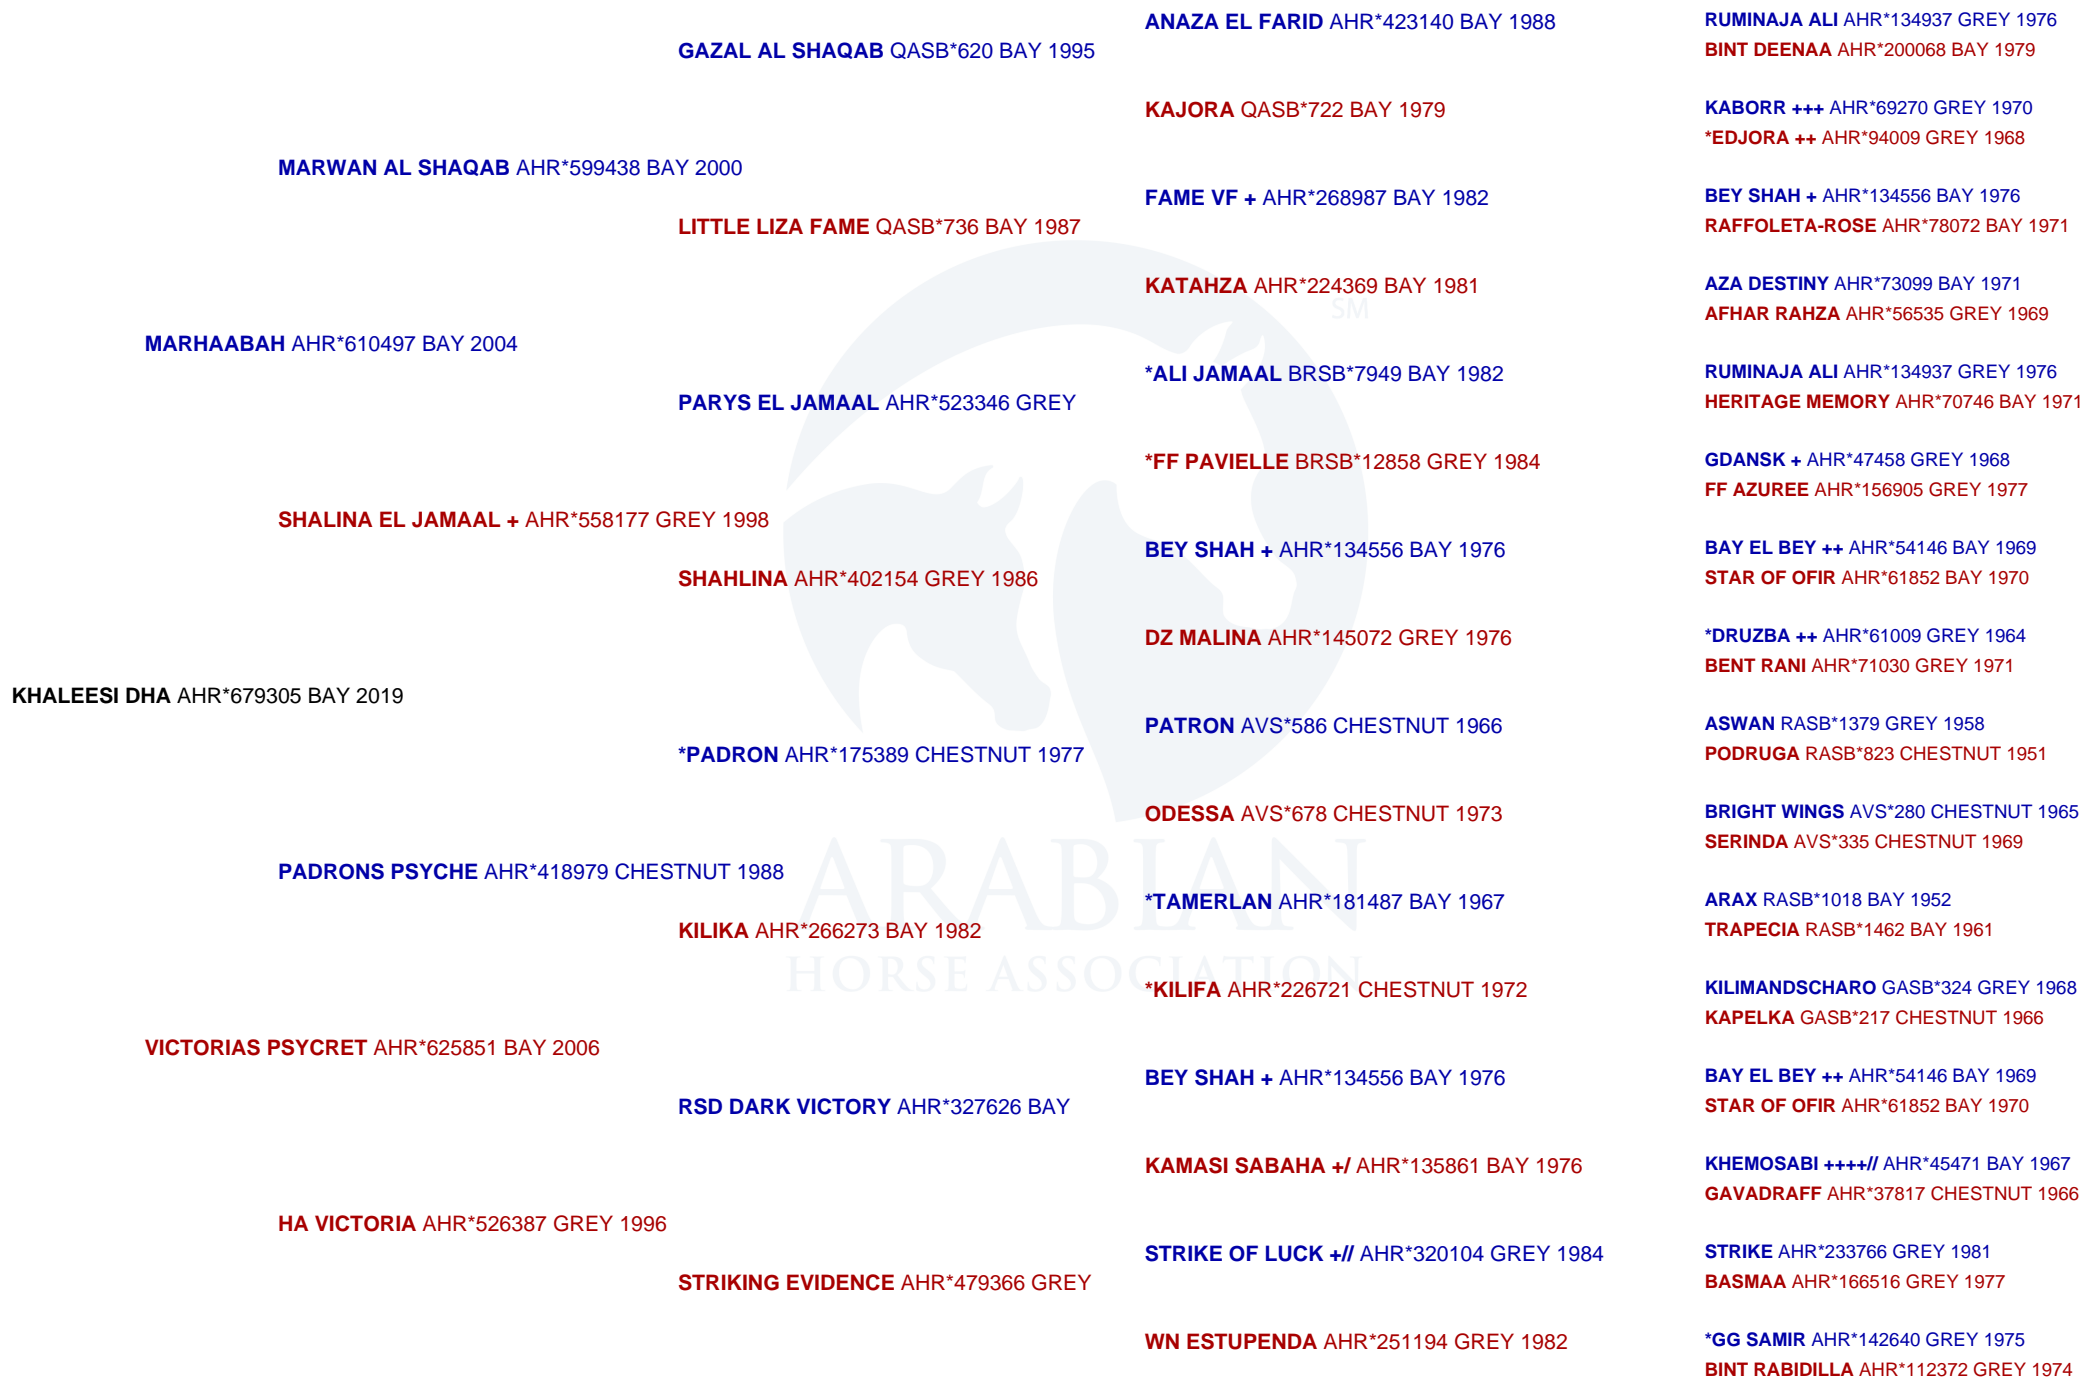 ANAZA EL FARID AHR*423140 BAY 1988
RUMINAJA ALI AHR*134937 GREY 1976
GAZAL AL SHAQAB QASB*620 BAY 1995
BINT DEENAA AHR*200068 BAY 1979
KAJORA QASB*722 BAY 1979
KABORR +++ AHR*69270 GREY 1970
*EDJORA ++ AHR*94009 GREY 1968
MARWAN AL SHAQAB AHR*599438 BAY 2000
FAME VF + AHR*268987 BAY 1982
BEY SHAH + AHR*134556 BAY 1976
LITTLE LIZA FAME QASB*736 BAY 1987
RAFFOLETA-ROSE AHR*78072 BAY 1971
KATAHZA AHR*224369 BAY 1981
AZA DESTINY AHR*73099 BAY 1971
SM
AFHAR RAHZA AHR*56535 GREY 1969
MARHAABAH AHR*610497 BAY 2004
*ALI JAMAAL BRSB*7949 BAY 1982
RUMINAJA ALI AHR*134937 GREY 1976
PARYS EL JAMAAL AHR*523346 GREY
HERITAGE MEMORY AHR*70746 BAY 1971
*FF PAVIELLE BRSB*12858 GREY 1984
GDANSK + AHR*47458 GREY 1968
FF AZUREE AHR*156905 GREY 1977
SHALINA EL JAMAAL + AHR*558177 GREY 1998
BEY SHAH + AHR*134556 BAY 1976
BAY EL BEY ++ AHR*54146 BAY 1969
SHAHLINA AHR*402154 GREY 1986
STAR OF OFIR AHR*61852 BAY 1970
DZ MALINA AHR*145072 GREY 1976
*DRUZBA ++ AHR*61009 GREY 1964
BENT RANI AHR*71030 GREY 1971
KHALEESI DHA AHR*679305 BAY 2019
PATRON AVS*586 CHESTNUT 1966
ASWAN RASB*1379 GREY 1958
*PADRON AHR*175389 CHESTNUT 1977
PODRUGA RASB*823 CHESTNUT 1951
ODESSA AVS*678 CHESTNUT 1973
BRIGHT WINGS AVS*280 CHESTNUT 1965
SERINDA AVS*335 CHESTNUT 1969
PADRONS PSYCHE AHR*418979 CHESTNUT 1988
ARABIAN
*TAMERLAN AHR*181487 BAY 1967
ARAX RASB*1018 BAY 1952
KILIKA AHR*266273 BAY 1982
TRAPECIA RASB*1462 BAY 1961
HORSE ASSOCIATION
*KILIFA AHR*226721 CHESTNUT 1972
KILIMANDSCHARO GASB*324 GREY 1968
KAPELKA GASB*217 CHESTNUT 1966
VICTORIAS PSYCRET AHR*625851 BAY 2006
BEY SHAH + AHR*134556 BAY 1976
BAY EL BEY ++ AHR*54146 BAY 1969
RSD DARK VICTORY AHR*327626 BAY
STAR OF OFIR AHR*61852 BAY 1970
KAMASI SABAHA +/ AHR*135861 BAY 1976
KHEMOSABI ++++// AHR*45471 BAY 1967
GAVADRAFF AHR*37817 CHESTNUT 1966
HA VICTORIA AHR*526387 GREY 1996
STRIKE OF LUCK +// AHR*320104 GREY 1984
STRIKE AHR*233766 GREY 1981
STRIKING EVIDENCE AHR*479366 GREY
BASMAA AHR*166516 GREY 1977
WN ESTUPENDA AHR*251194 GREY 1982
*GG SAMIR AHR*142640 GREY 1975
BINT RABIDILLA AHR*112372 GREY 1974